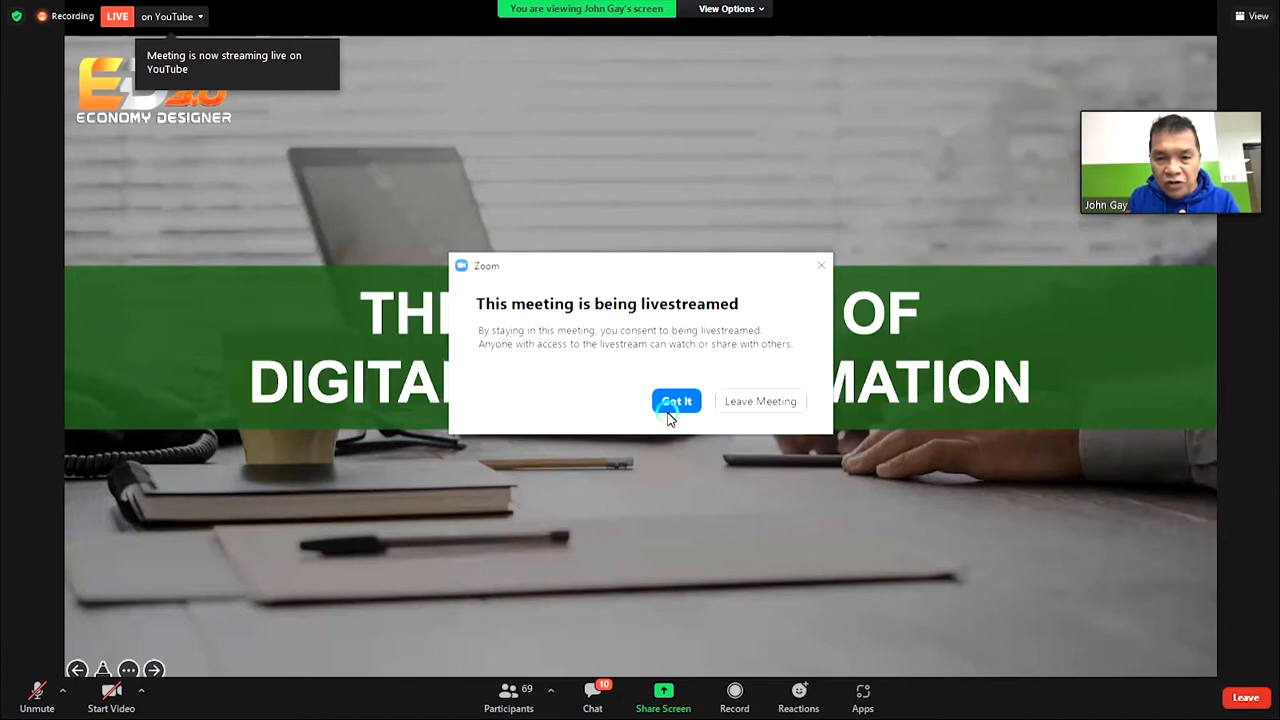 Recording
LIVE
on YouTube
You are viewing John Gay's screen
View Options
View
Meeting is now streaming live on
YouTube
3.0
ECONOMY DESIGNER
John Gay
Zoom
This meeting is being livestreamed
By staying in this meeting, you consent to being livestreamed.
Anyone with access to the livestream can watch or share with others.
Got It
Leave Meeting
OF
Unmute
Start Video
69
Participants
10
Chat
Share Screen
Record
Reactions
Apps
Leave